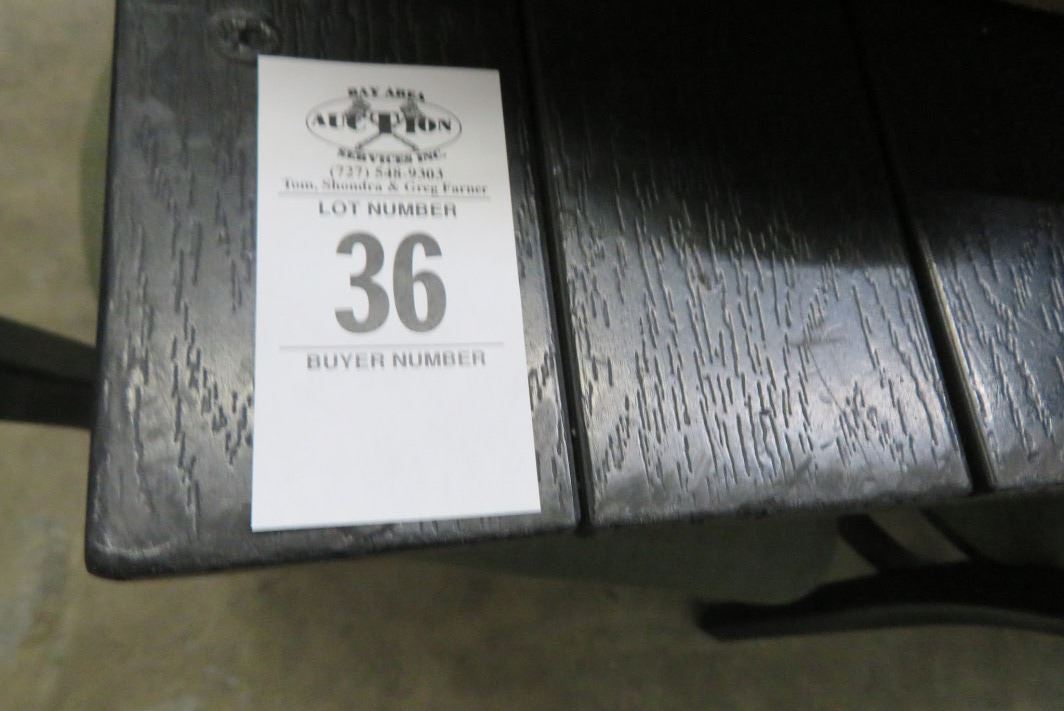 BAY AREA
AUCTION
SERVICES INC.
(727) 548-9303
Tom, Shondra & Greg Farner
LOT NUMBER
36
BUYER NUMBER